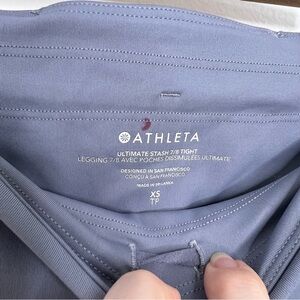 ATHLETA
ULTIMATE STASH 7/8 TIGHT
LEGGING 7/8 AVEC POCHES DISSIMULÉES ULTIMATE
DESIGNED IN SAN FRANCISCO
CONÇU À SAN FRANCISCO
MADE IN SRI LANKA
XS
TP